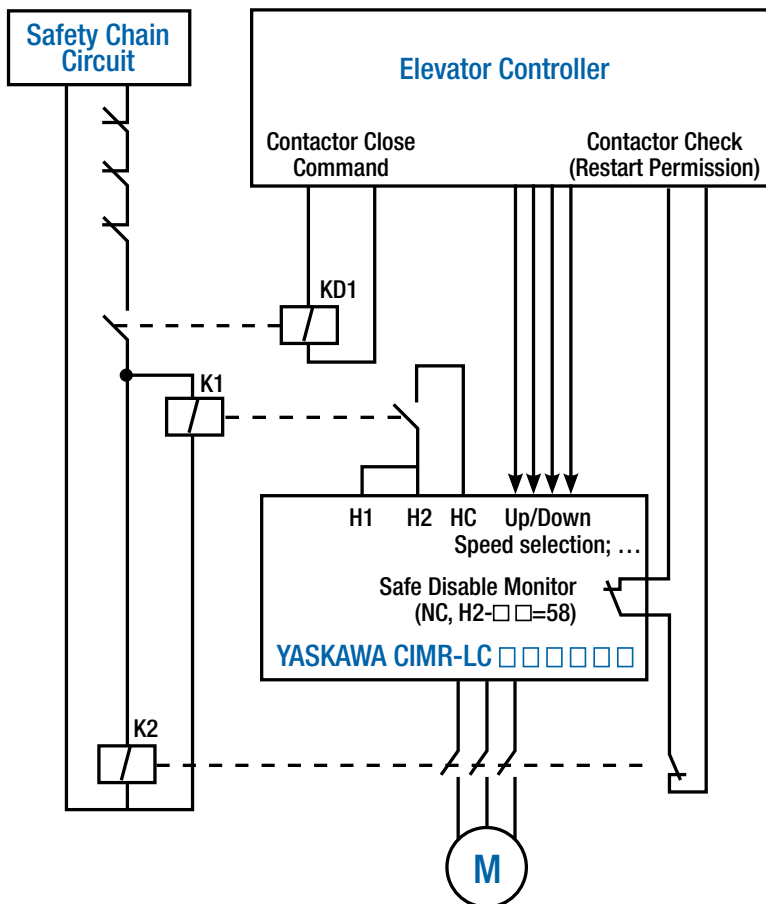 Safety Chain
Circuit
Elevator Controller
Contactor Close
Command
Contactor Check
(Restart Permission)
KD1
K1
H1 H2 HC Up/Down
Speed selection; …
Safe Disable Monitor
(NC, H2-□ □=58)
YASKAWA CIMR-LC □ □ □ □ □ □
K2
M